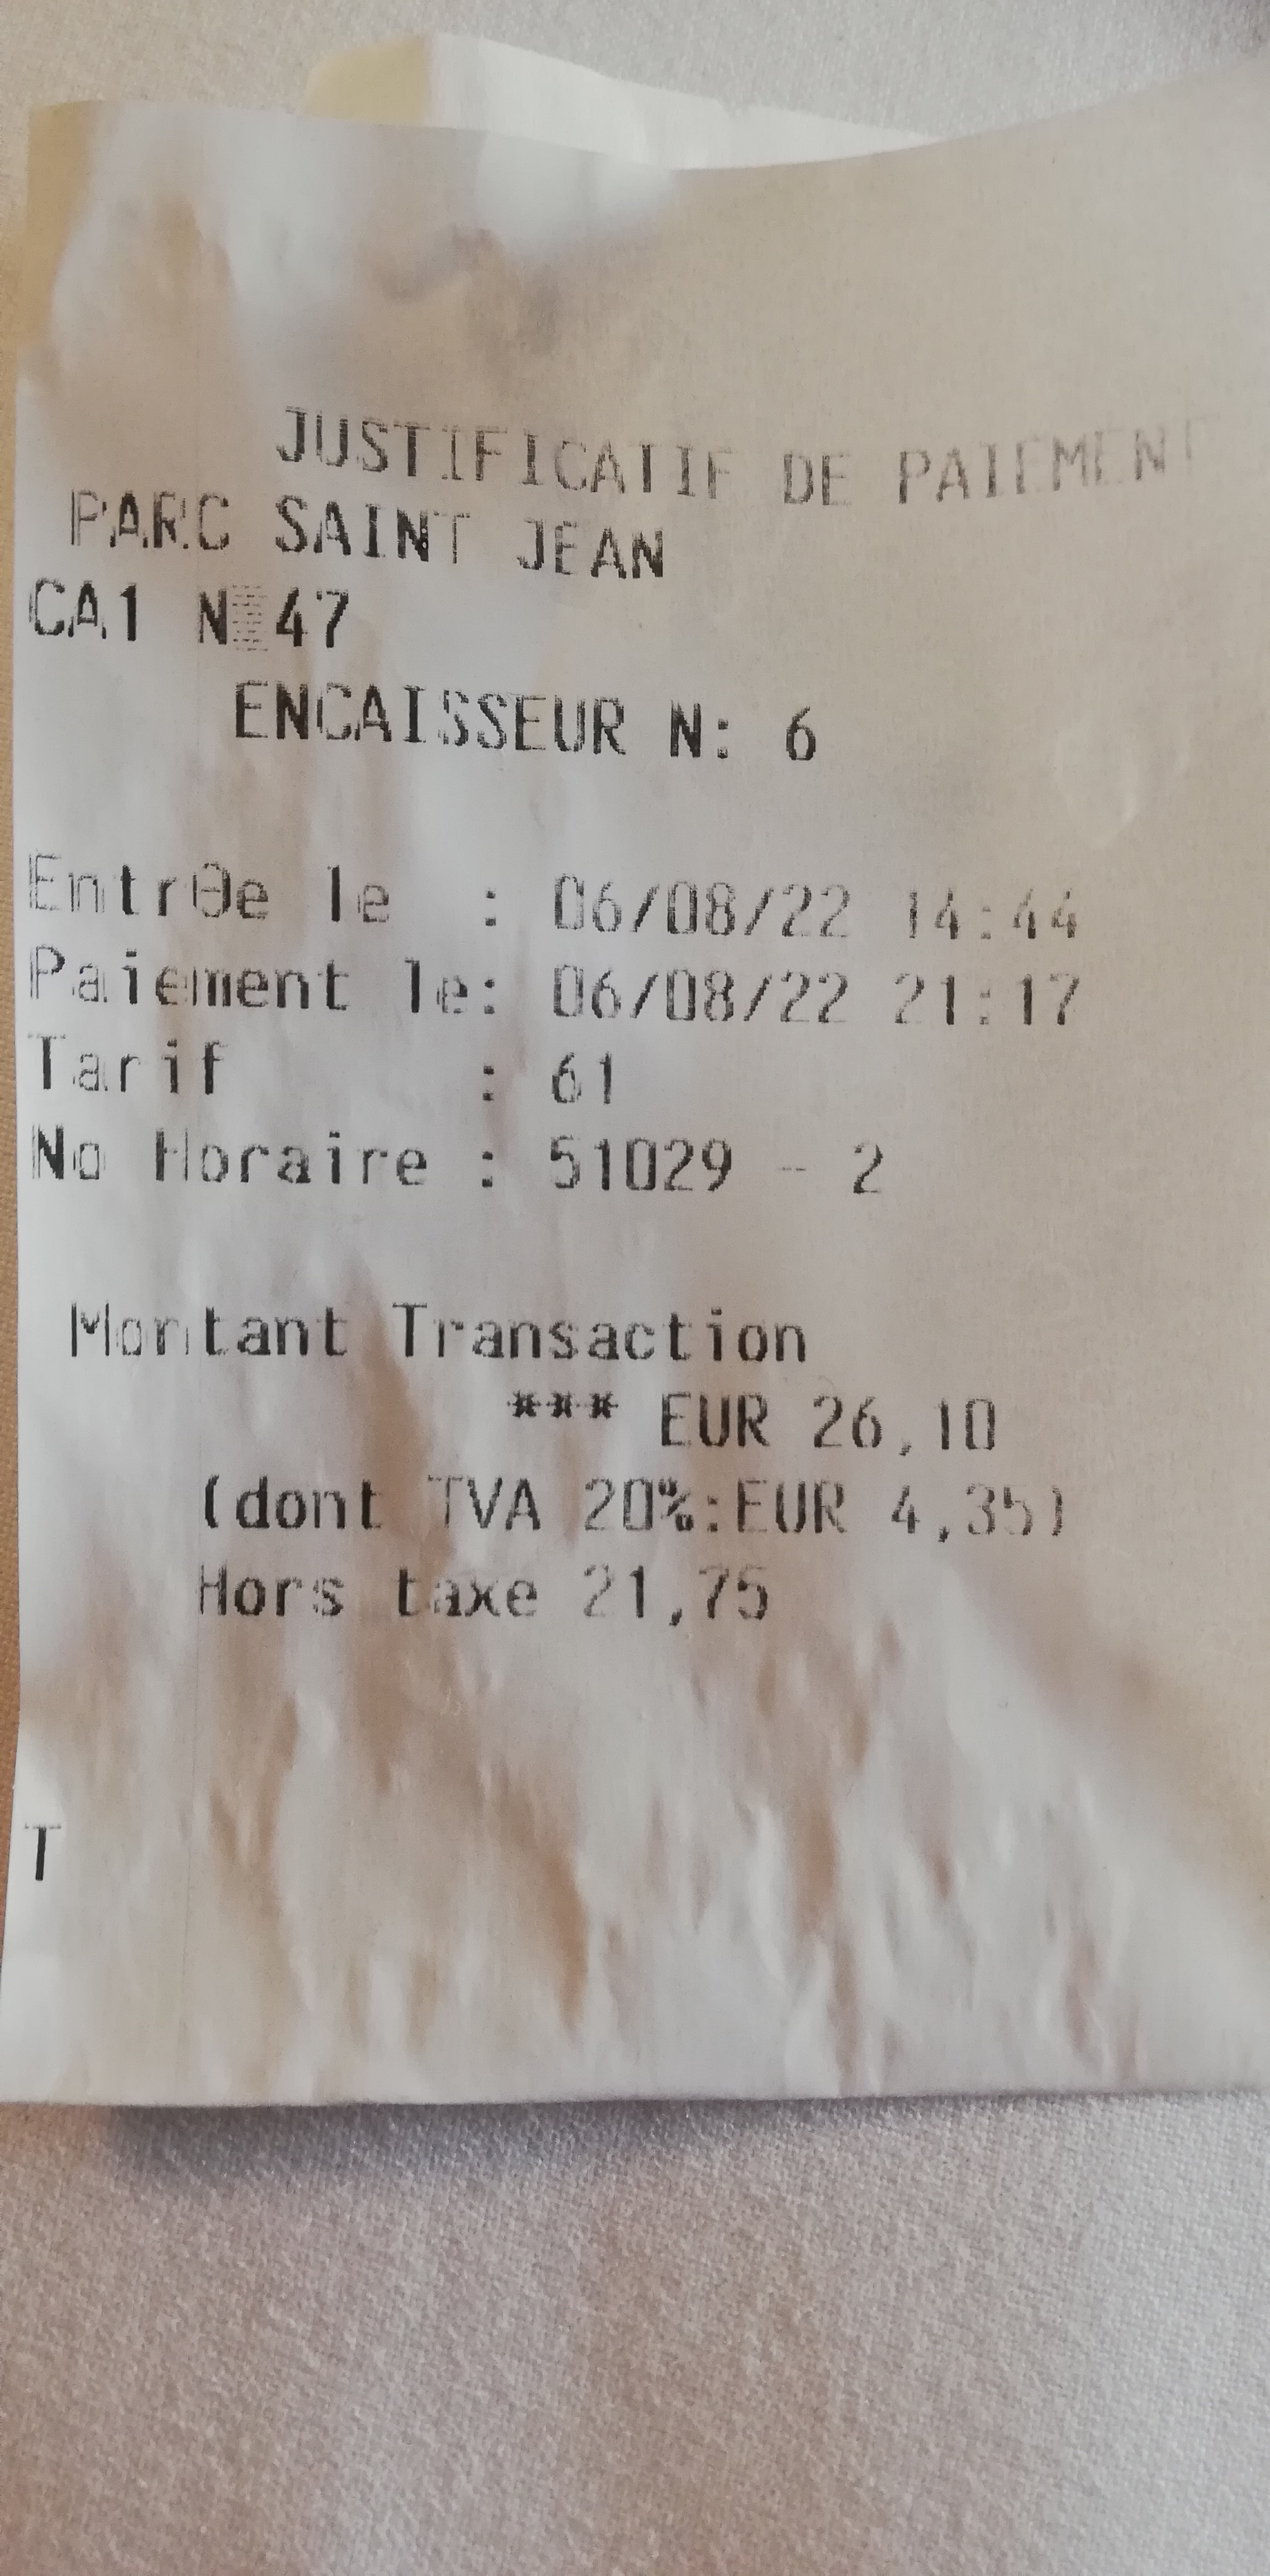 JUSTIFICATIF DE PAIEMENT
PARC SAINT JEAN
CA1 N░47
ENCAISSEUR N: 6
EntrΘe le : 06/08/22 14:44
Paiement le: 06/08/22 21:17
Tarif : 61
No Horaire : 51029 - 2
Montant Transaction
*** EUR 26,10
(dont TVA 20%:EUR 4,35)
Hors taxe 21,75
T